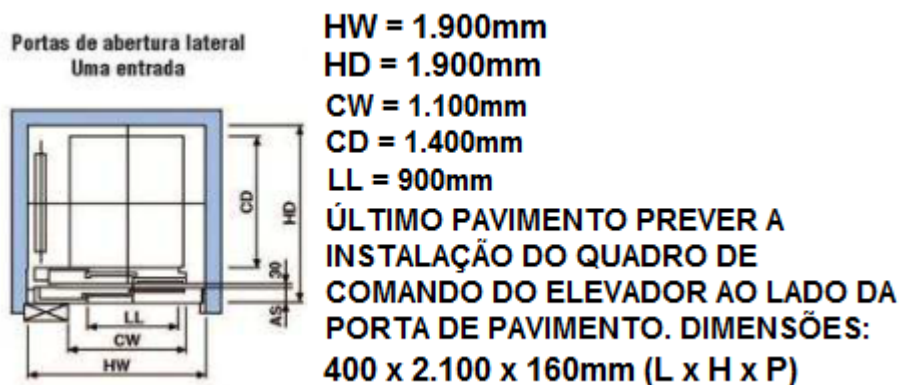 Portas de abertura lateral
Uma entrada
CD
HD
30
AS
LL
CW
HW
HW = 1.900mm
HD = 1.900mm
CW = 1.100mm
CD = 1.400mm
LL = 900mm
ÚLTIMO PAVIMENTO PREVER A
INSTALAÇÃO DO QUADRO DE
COMANDO DO ELEVADOR AO LADO DA
PORTA DE PAVIMENTO. DIMENSÕES:
400 x 2.100 x 160mm (L x H x P)